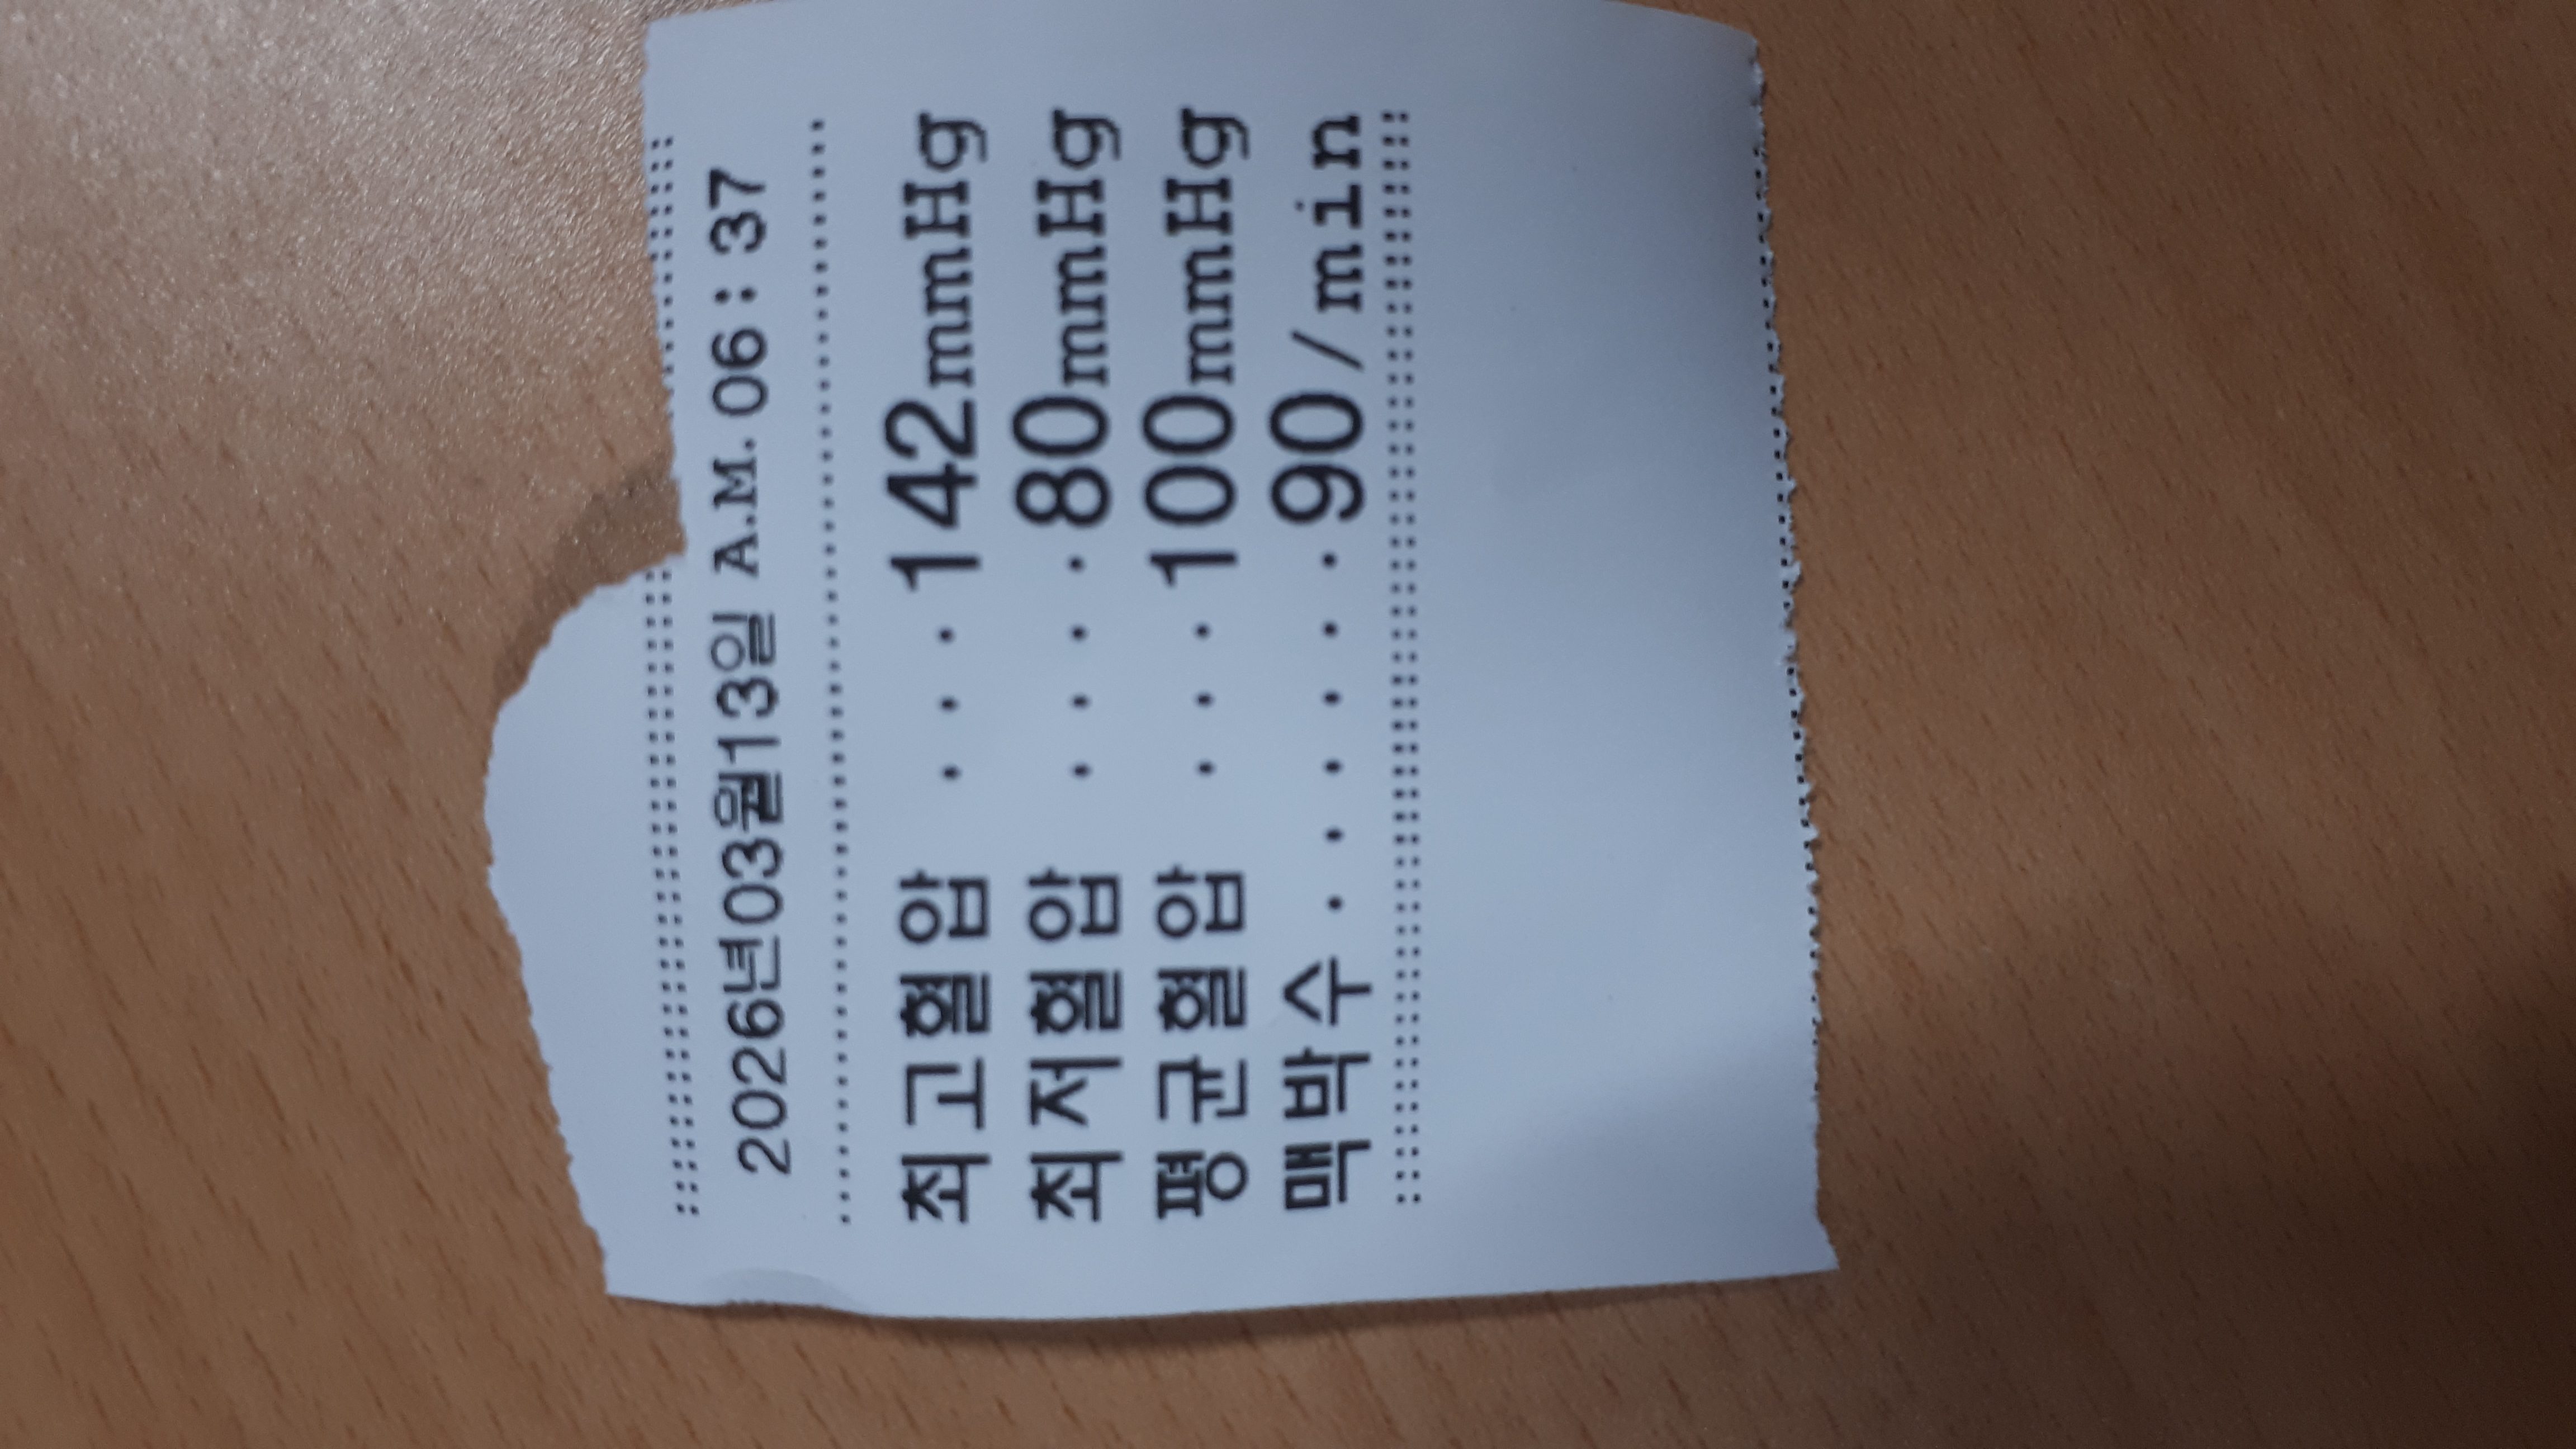 2026년03월13일 A.M. 06 : 37
최고혈압 . . . 142mmHg
최저혈압 . . . . 80mmHg
평균혈압 . . . 100mmHg
맥박수 . . . . . . 90/min